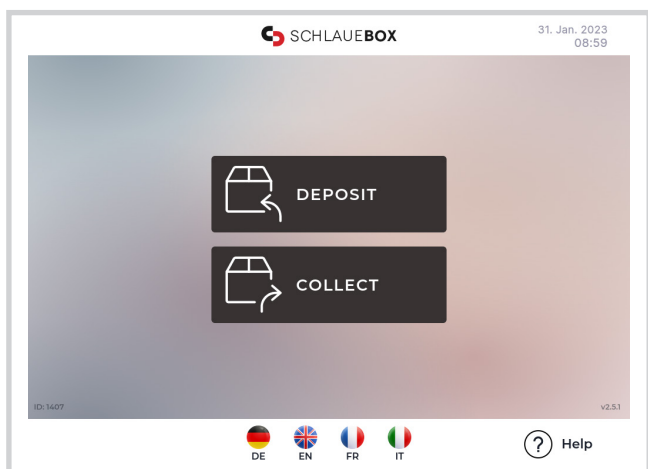 SCHLAUEBOX
31. Jan. 2023
08:59
DEPOSIT
COLLECT
ID: 1407
v2.5.1
DE EN FR IT
? Help